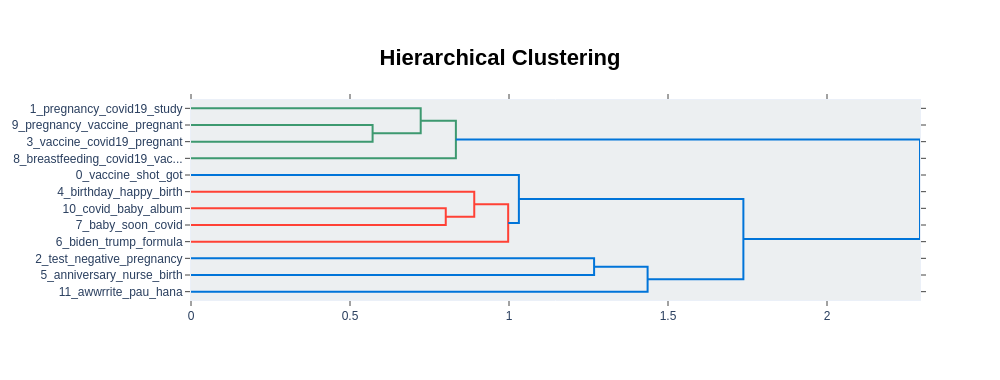 Hierarchical Clustering
1_pregnancy_covid19_study
9_pregnancy_vaccine_pregnant
3_vaccine_covid19_pregnant
8_breastfeeding_covid19_vac...
0_vaccine_shot_got
4_birthday_happy_birth
10_covid_baby_album
7_baby_soon_covid
6_biden_trump_formula
2_test_negative_pregnancy
5_anniversary_nurse_birth
11_awwrrite_pau_hana
0 0.5 1 1.5 2